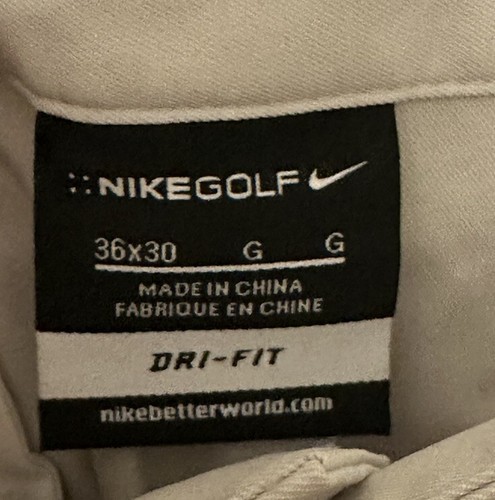 NIKEGOLF
36x30 G G
MADE IN CHINA
FABRIQUE EN CHINE
DRI-FIT
nikebetterworld.com